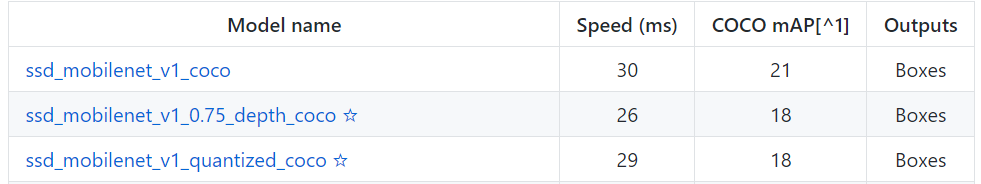 Model name Speed (ms) COCO mAP[^1] Outputs
ssd_mobilenet_v1_coco 30 21 Boxes
ssd_mobilenet_v1_0.75_depth_coco ☆ 26 18 Boxes
ssd_mobilenet_v1_quantized_coco ☆ 29 18 Boxes